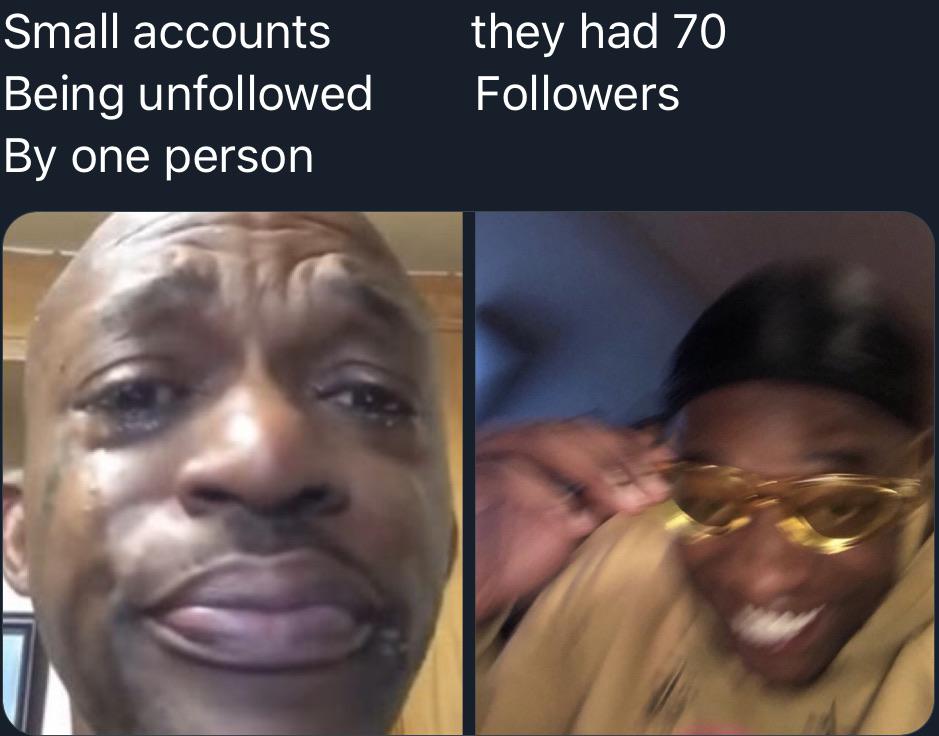 Small accounts
Being unfollowed
By one person
they had 70
Followers